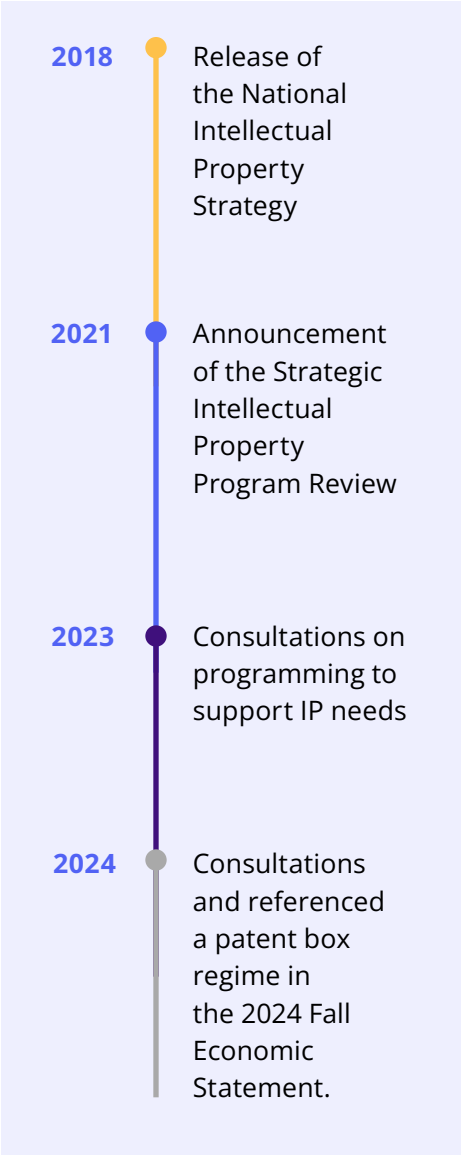 2018
Release of
the National
Intellectual
Property
Strategy
2021
Announcement
of the Strategic
Intellectual
Property
Program Review
2023
Consultations on
programming to
support IP needs
2024
Consultations
and referenced
a patent box
regime in
the 2024 Fall
Economic
Statement.